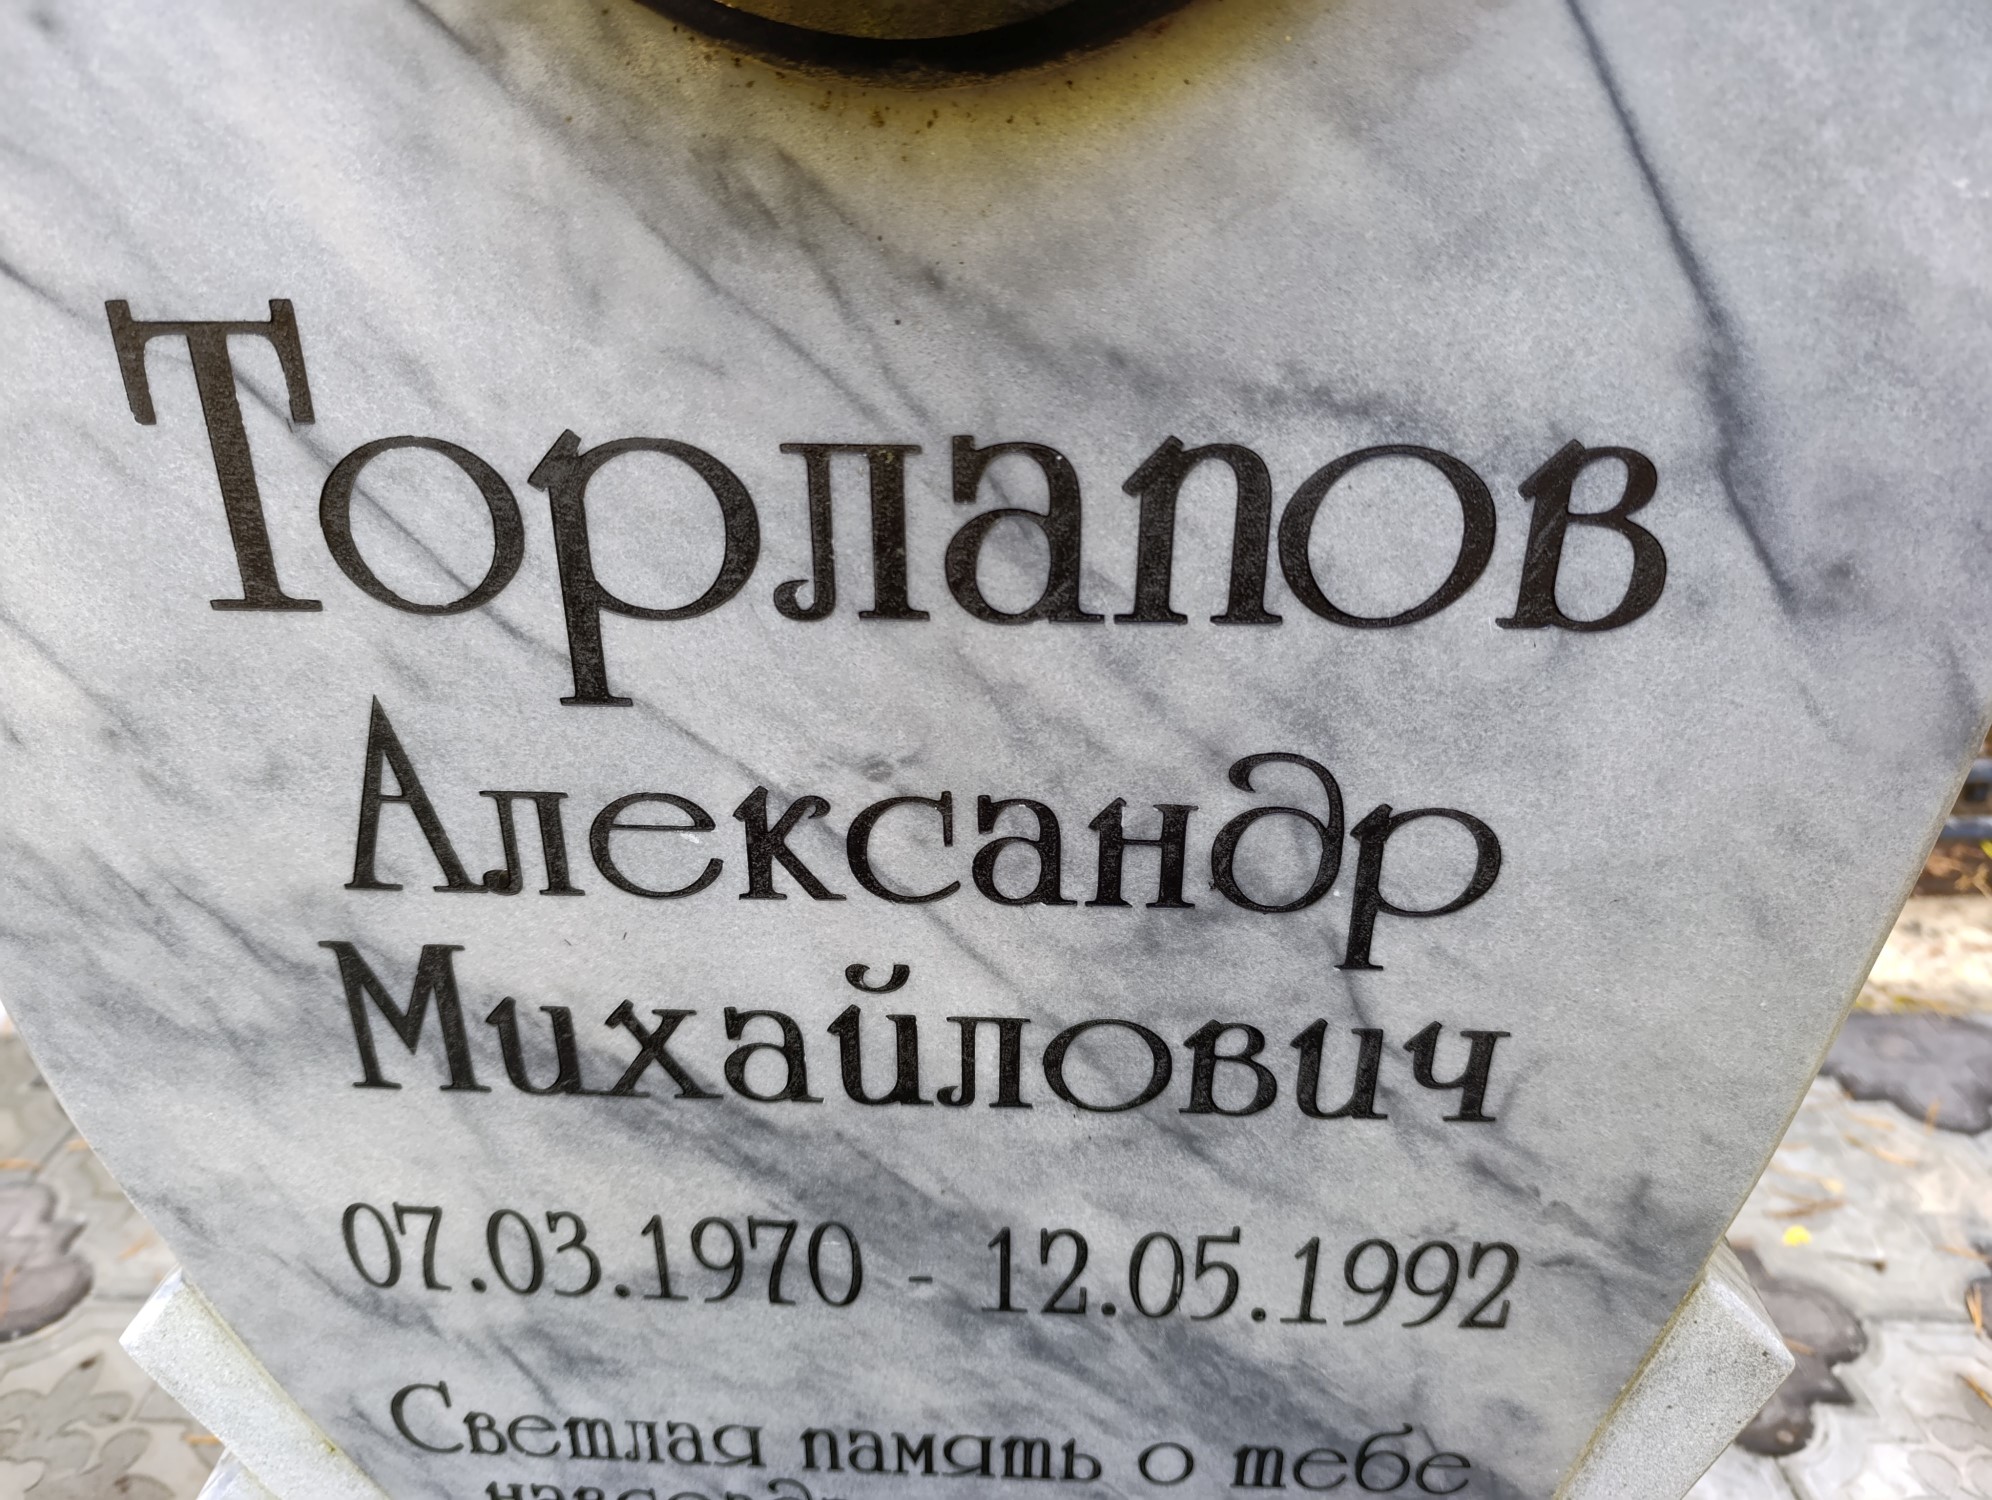 Торлапов
Александр
Михайлович
07.03.1970 - 12.05.1992
Светлая память о тебе